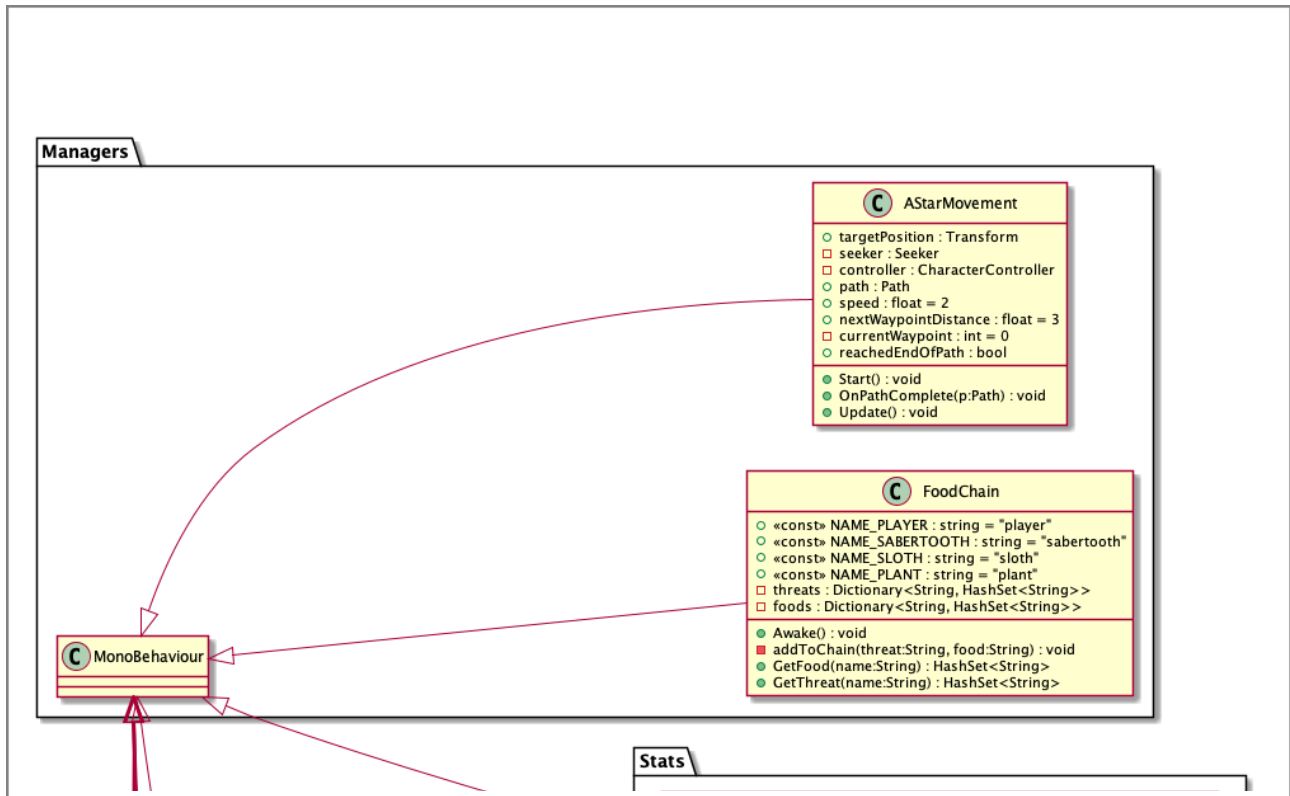 Managers
C AStarMovement
targetPosition : Transform
seeker : Seeker
controller : CharacterController
path : Path
speed : float = 2
nextWaypointDistance : float = 3
currentWaypoint : int = 0
reachedEndOfPath : bool
Start() : void
OnPathComplete(p:Path) : void
Update() : void
C FoodChain
«const» NAME_PLAYER : string = "player"
«const» NAME_SABERTOOTH : string = "sabertooth"
«const» NAME_SLOTH : string = "sloth"
«const» NAME_PLANT : string = "plant"
threats : Dictionary<String, HashSet<String>>
foods : Dictionary<String, HashSet<String>>
Awake() : void
addToChain(threat:String, food:String) : void
GetFood(name:String) : HashSet<String>
GetThreat(name:String) : HashSet<String>
C MonoBehaviour
Stats